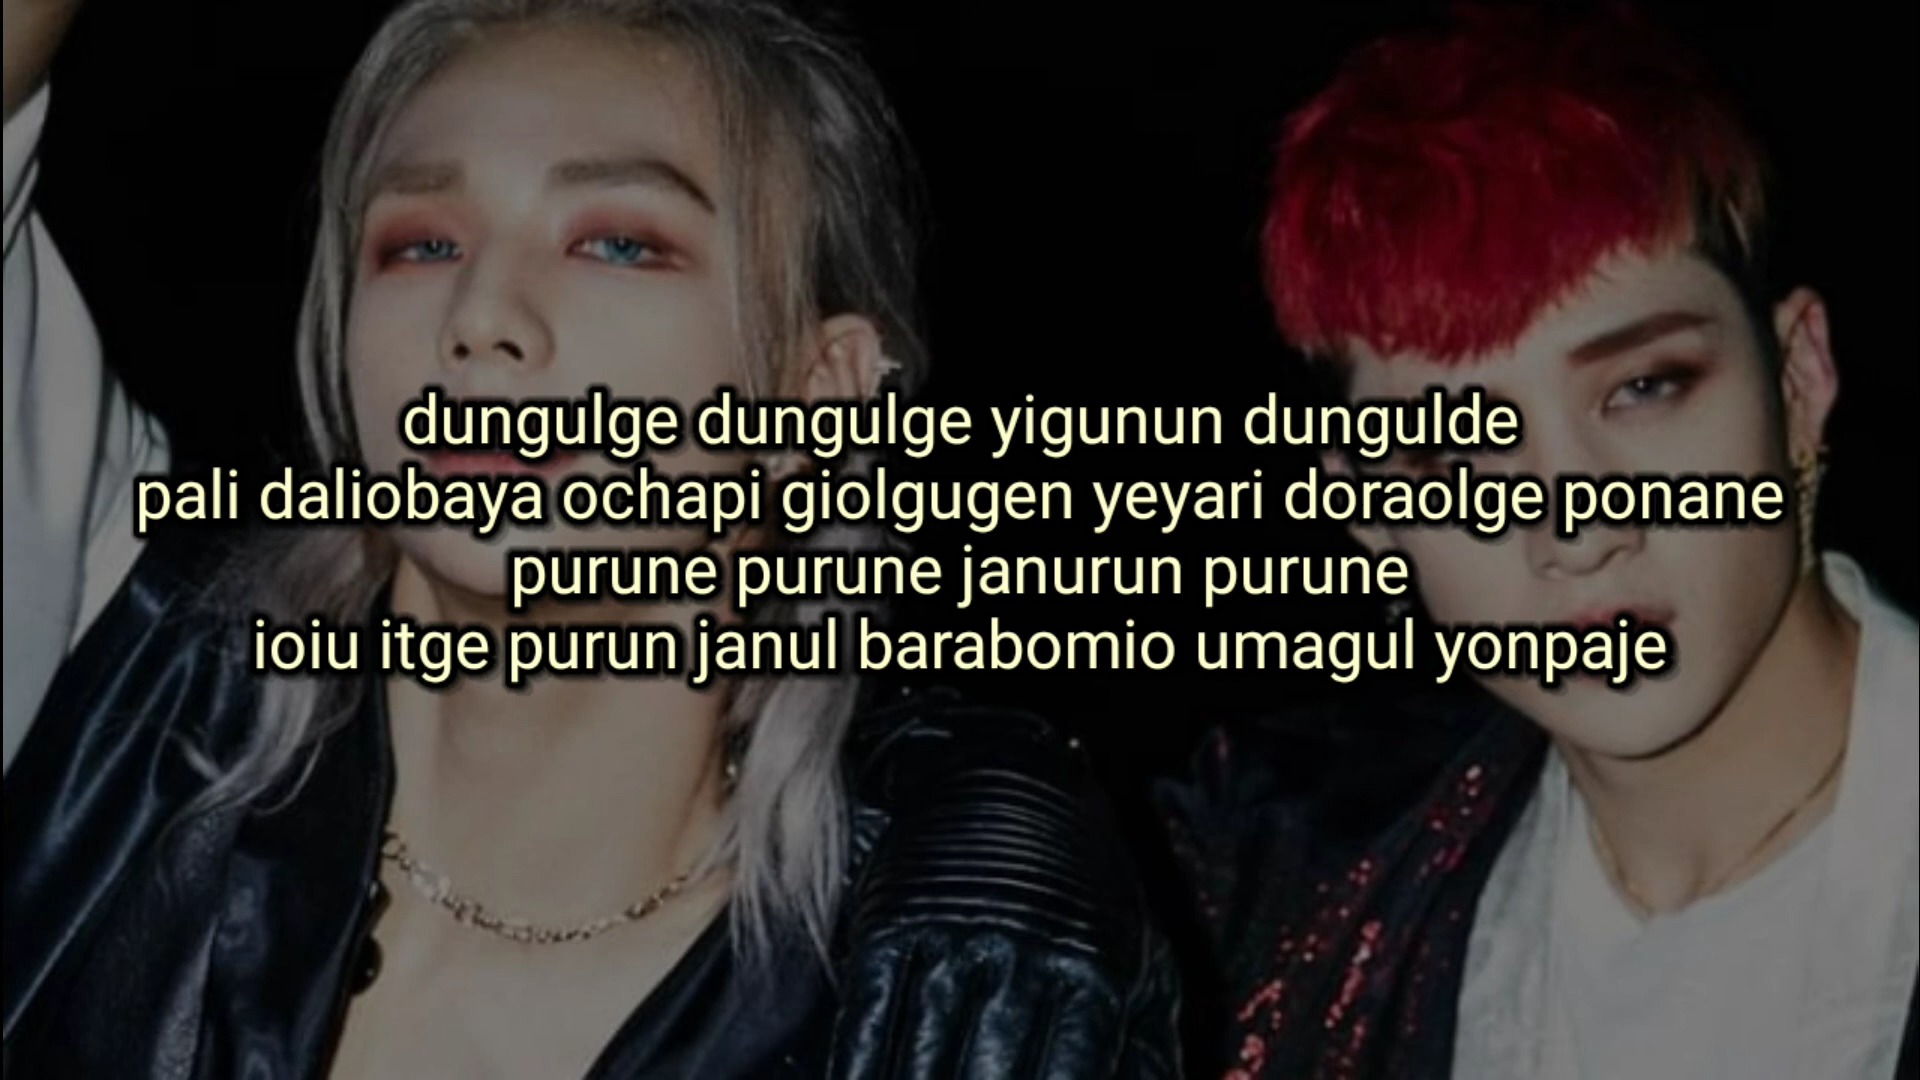 dungulge dungulge yigunun dungulde
pali daliobaya ochapi giolgugen yeyari doraolge ponane
purune purune janurun purune
ioiu itge purun janul barabomio umagul yonpaje